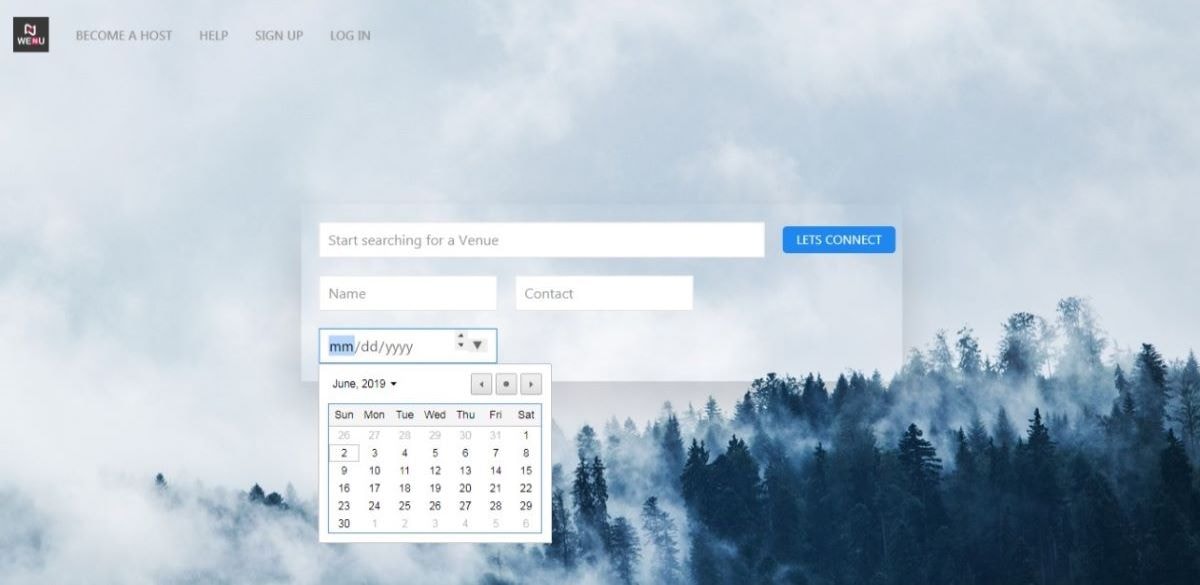 WENU BECOME A HOST HELP SIGN UP LOG IN
Start searching for a Venue LETS CONNECT
Name Contact
mm/dd/yyyy
June, 2019
Sun Mon Tue Wed Thu Fri Sat
26 27 28 29 30 31 1
2 3 4 5 6 7 8
9 10 11 12 13 14 15
16 17 18 19 20 21 22
23 24 25 26 27 28 29
30 1 2 3 4 5 6